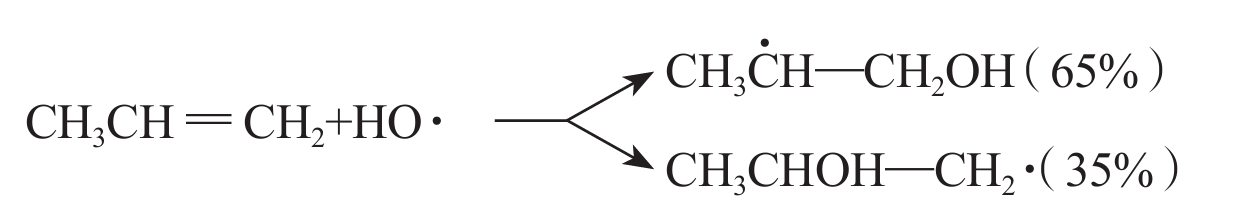 CH₃ĊH—CH₂OH（65%）
CH₃CH＝CH₂+HO·
CH₃CHOH—CH₂·（35%）